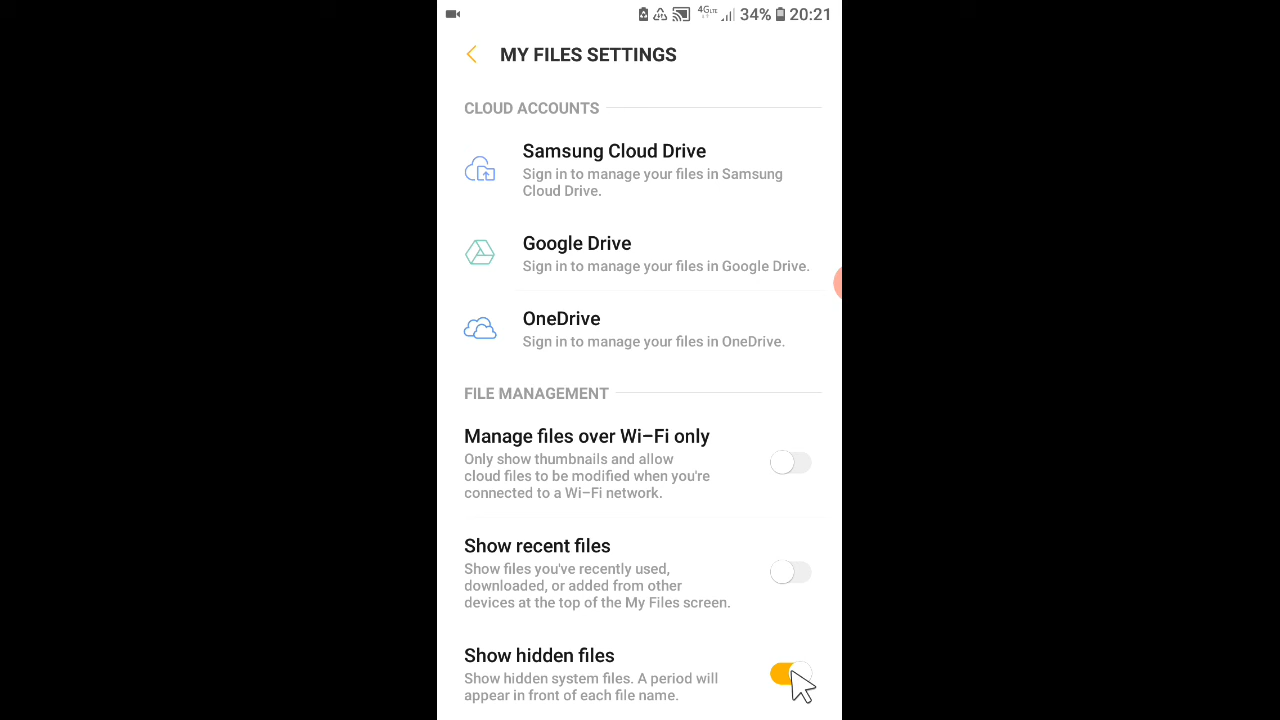 4G LTE 34% 20:21
MY FILES SETTINGS
CLOUD ACCOUNTS
Samsung Cloud Drive
Sign in to manage your files in Samsung
Cloud Drive.
Google Drive
Sign in to manage your files in Google Drive.
OneDrive
Sign in to manage your files in OneDrive.
FILE MANAGEMENT
Manage files over Wi-Fi only
Only show thumbnails and allow
cloud files to be modified when you're
connected to a Wi-Fi network.
Show recent files
Show files you've recently used,
downloaded, or added from other
devices at the top of the My Files screen.
Show hidden files
Show hidden system files. A period will
appear in front of each file name.